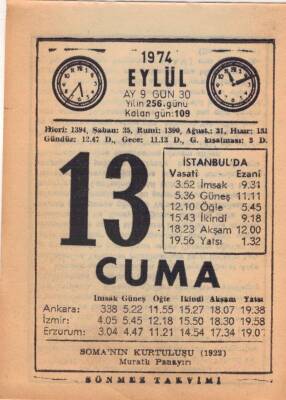 1974
EYLÜL
AY 9 GÜN 30
Yılın 256. günü
Kalan gün: 109
Hicri: 1394, Şaban: 25, Rumi: 1390, Ağust.: 31, Hızır: 131
Gündüz: 12.47 D., Gece: 11.13 D., G. kısalması: 3 D.
13
İSTANBUL'DA
Vasati Ezani
3.52 İmsak 9.31
5.36 Güneş 11.11
12.10 Öğle 5.45
15.43 İkindi 9.18
18.23 Akşam 12.00
19.56 Yatsı 1.32
CUMA
İmsak Güneş Öğle İkindi Akşam Yatsı
Ankara: 338 5.22 11.55 15.27 18.07 19.38
İzmir: 4.05 5.45 12.18 15.50 18.30 19.58
Erzurum: 3.04 4.47 11.21 14.54 17.34 19.07
SOMA'NIN KURTULUŞU (1922)
Muratlı Panayırı
SÖNMEZ TAKVİMİ